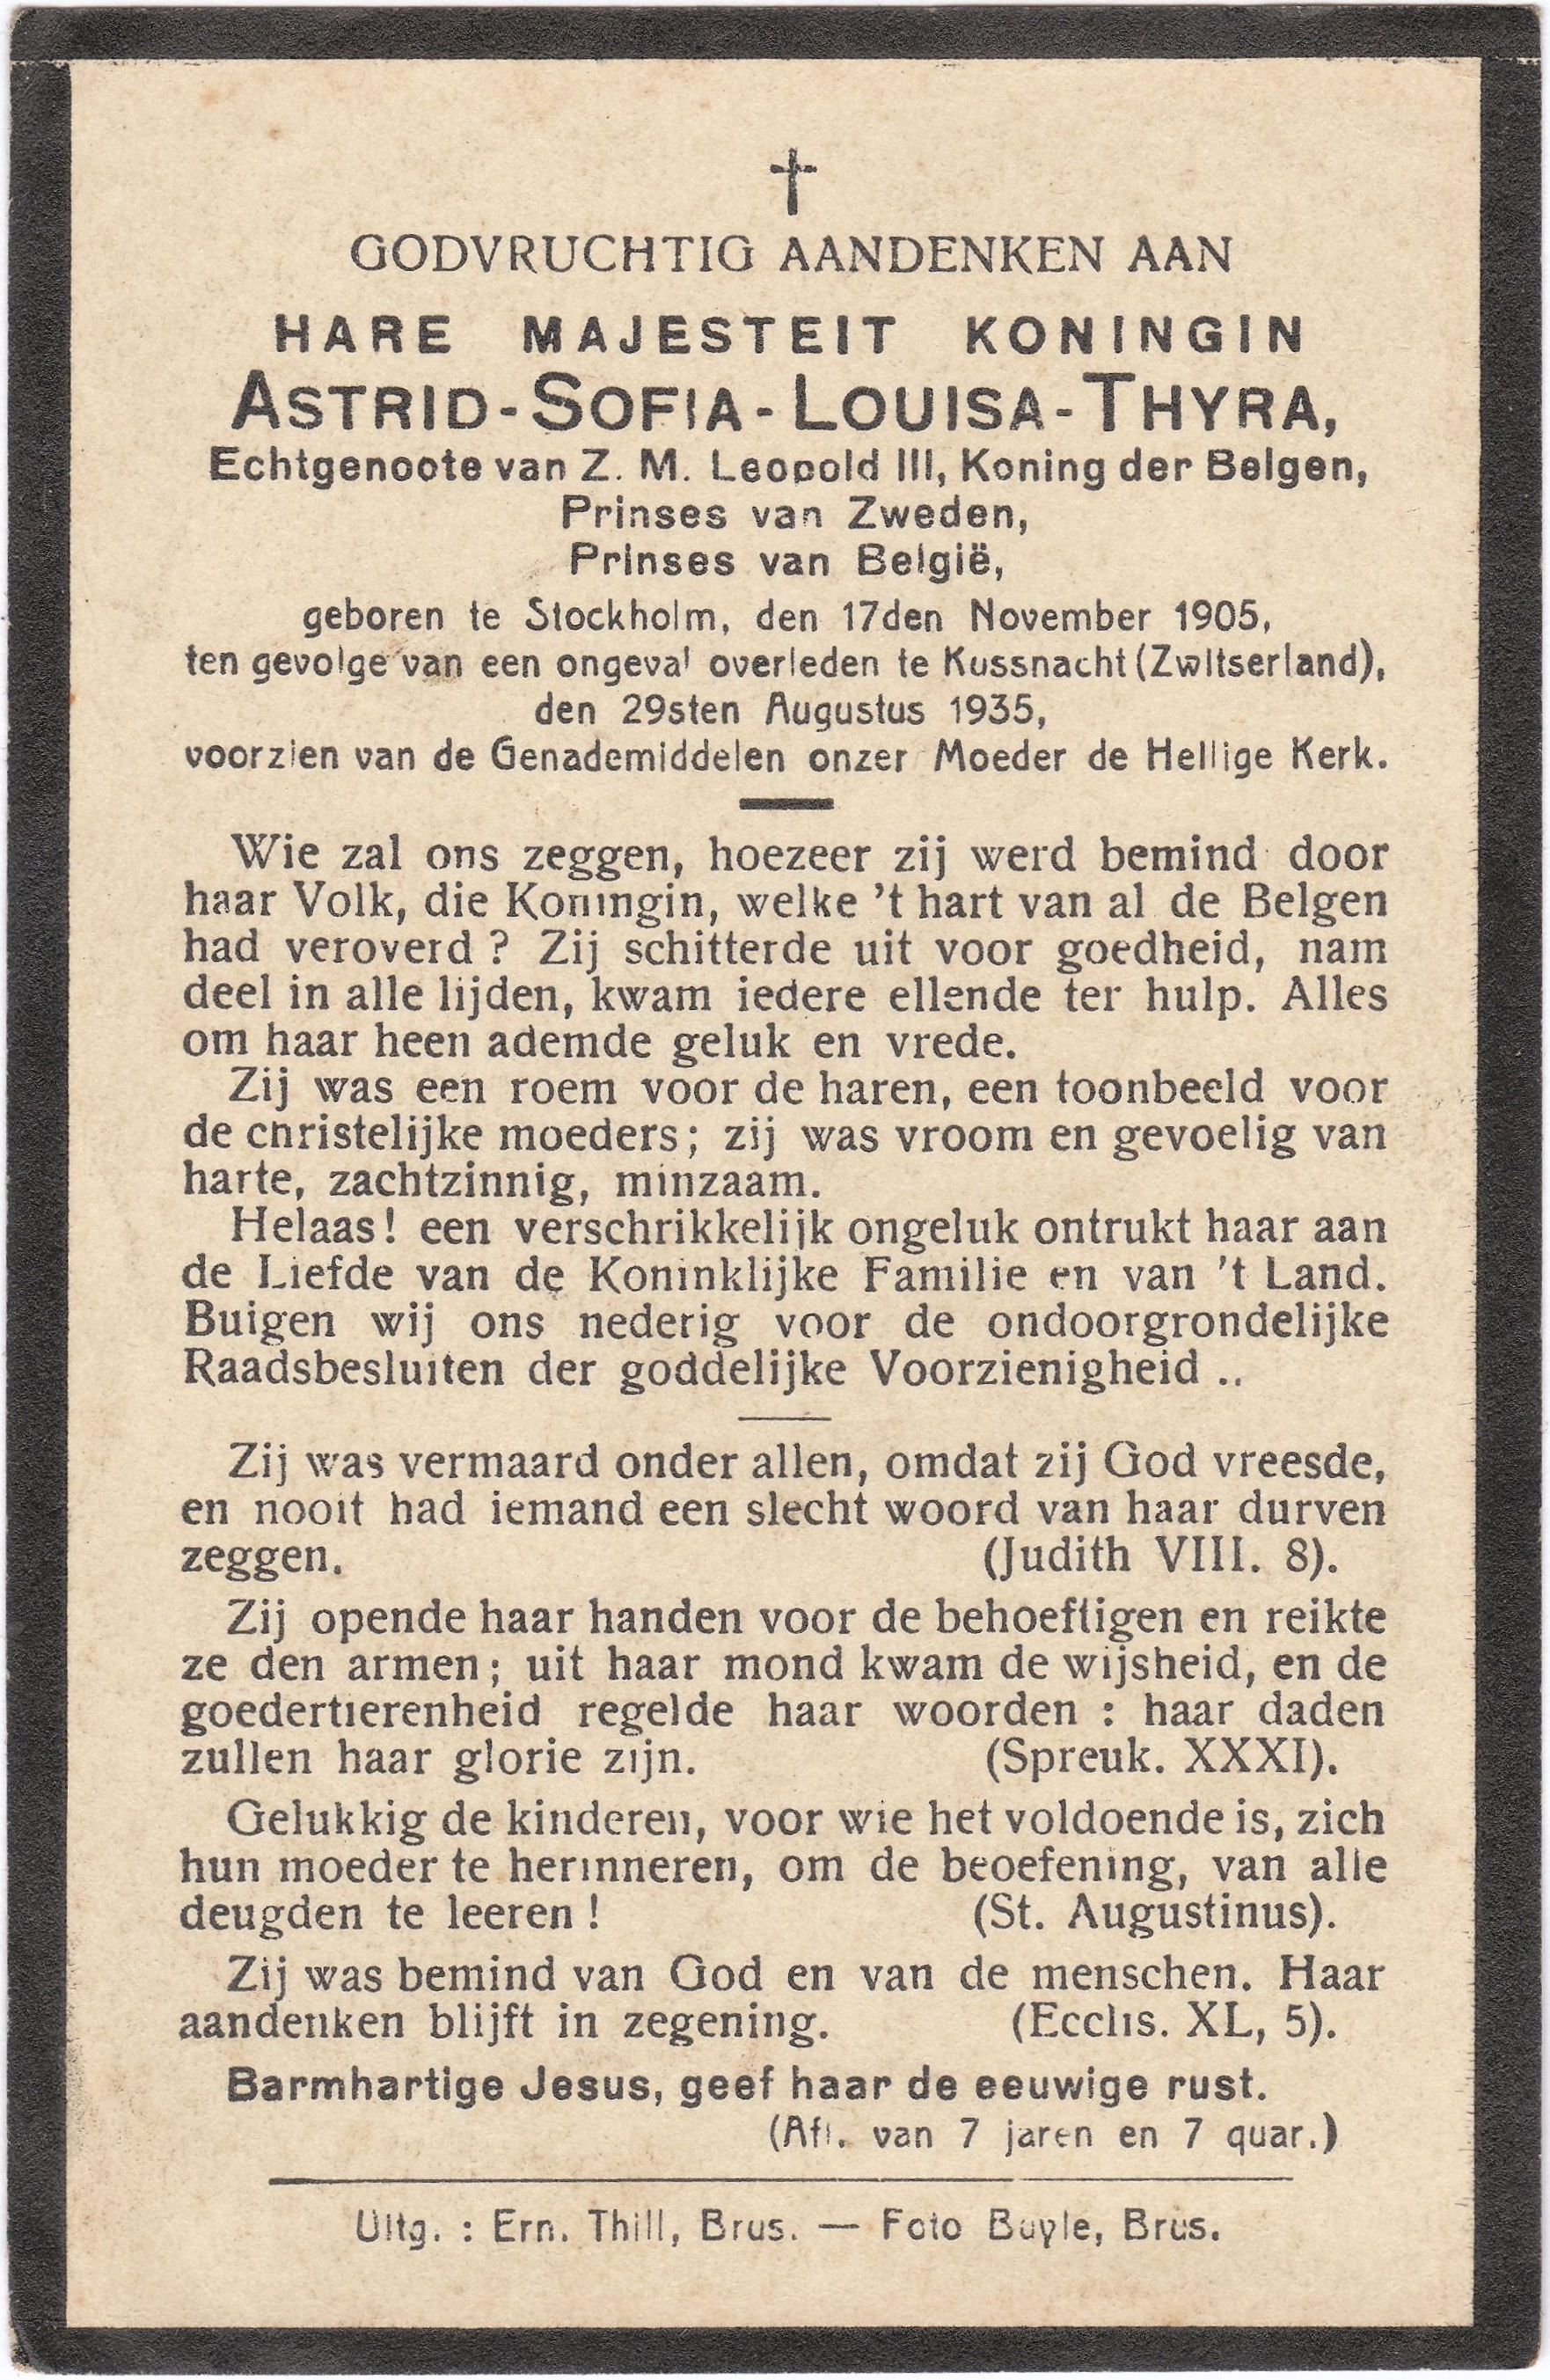 GODVRUCHTIG AANDENKEN AAN
HARE MAJESTEIT KONINGIN
ASTRID-SOFIA-LOUISA-THYRA,
Echtgenoote van Z. M. Leopold III, Koning der Belgen,
Prinses van Zweden,
Prinses van België,
geboren te Stockholm, den 17den November 1905,
ten gevolge van een ongeval overleden te Kussnacht (Zwitserland),
den 29sten Augustus 1935,
voorzien van de Genademiddelen onzer Moeder de Heilige Kerk.
Wie zal ons zeggen, hoezeer zij werd bemind door
haar Volk, die Koningin, welke 't hart van al de Belgen
had veroverd ? Zij schitterde uit voor goedheid, nam
deel in alle lijden, kwam iedere ellende ter hulp. Alles
om haar heen ademde geluk en vrede.
Zij was een roem voor de haren, een toonbeeld voor
de christelijke moeders ; zij was vroom en gevoelig van
harte, zachtzinnig, minzaam.
Helaas ! een verschrikkelijk ongeluk ontrukt haar aan
de Liefde van de Koninklijke Familie en van 't Land.
Buigen wij ons nederig voor de ondoorgrondelijke
Raadsbesluiten der goddelijke Voorzienigheid ..
Zij was vermaard onder allen, omdat zij God vreesde,
en nooit had iemand een slecht woord van haar durven
zeggen. (Judith VIII. 8).
Zij opende haar handen voor de behoeftigen en reikte
ze den armen ; uit haar mond kwam de wijsheid, en de
goedertierenheid regelde haar woorden : haar daden
zullen haar glorie zijn. (Spreuk. XXXI).
Gelukkig de kinderen, voor wie het voldoende is, zich
hun moeder te herinneren, om de beoefening, van alle
deugden te leeren ! (St. Augustinus).
Zij was bemind van God en van de menschen. Haar
aandenken blijft in zegening. (Ecclis. XL, 5).
Barmhartige Jesus, geef haar de eeuwige rust.
(Afl. van 7 jaren en 7 quar.)
Uitg. : Ern. Thill, Brus. — Foto Buyle, Brus.